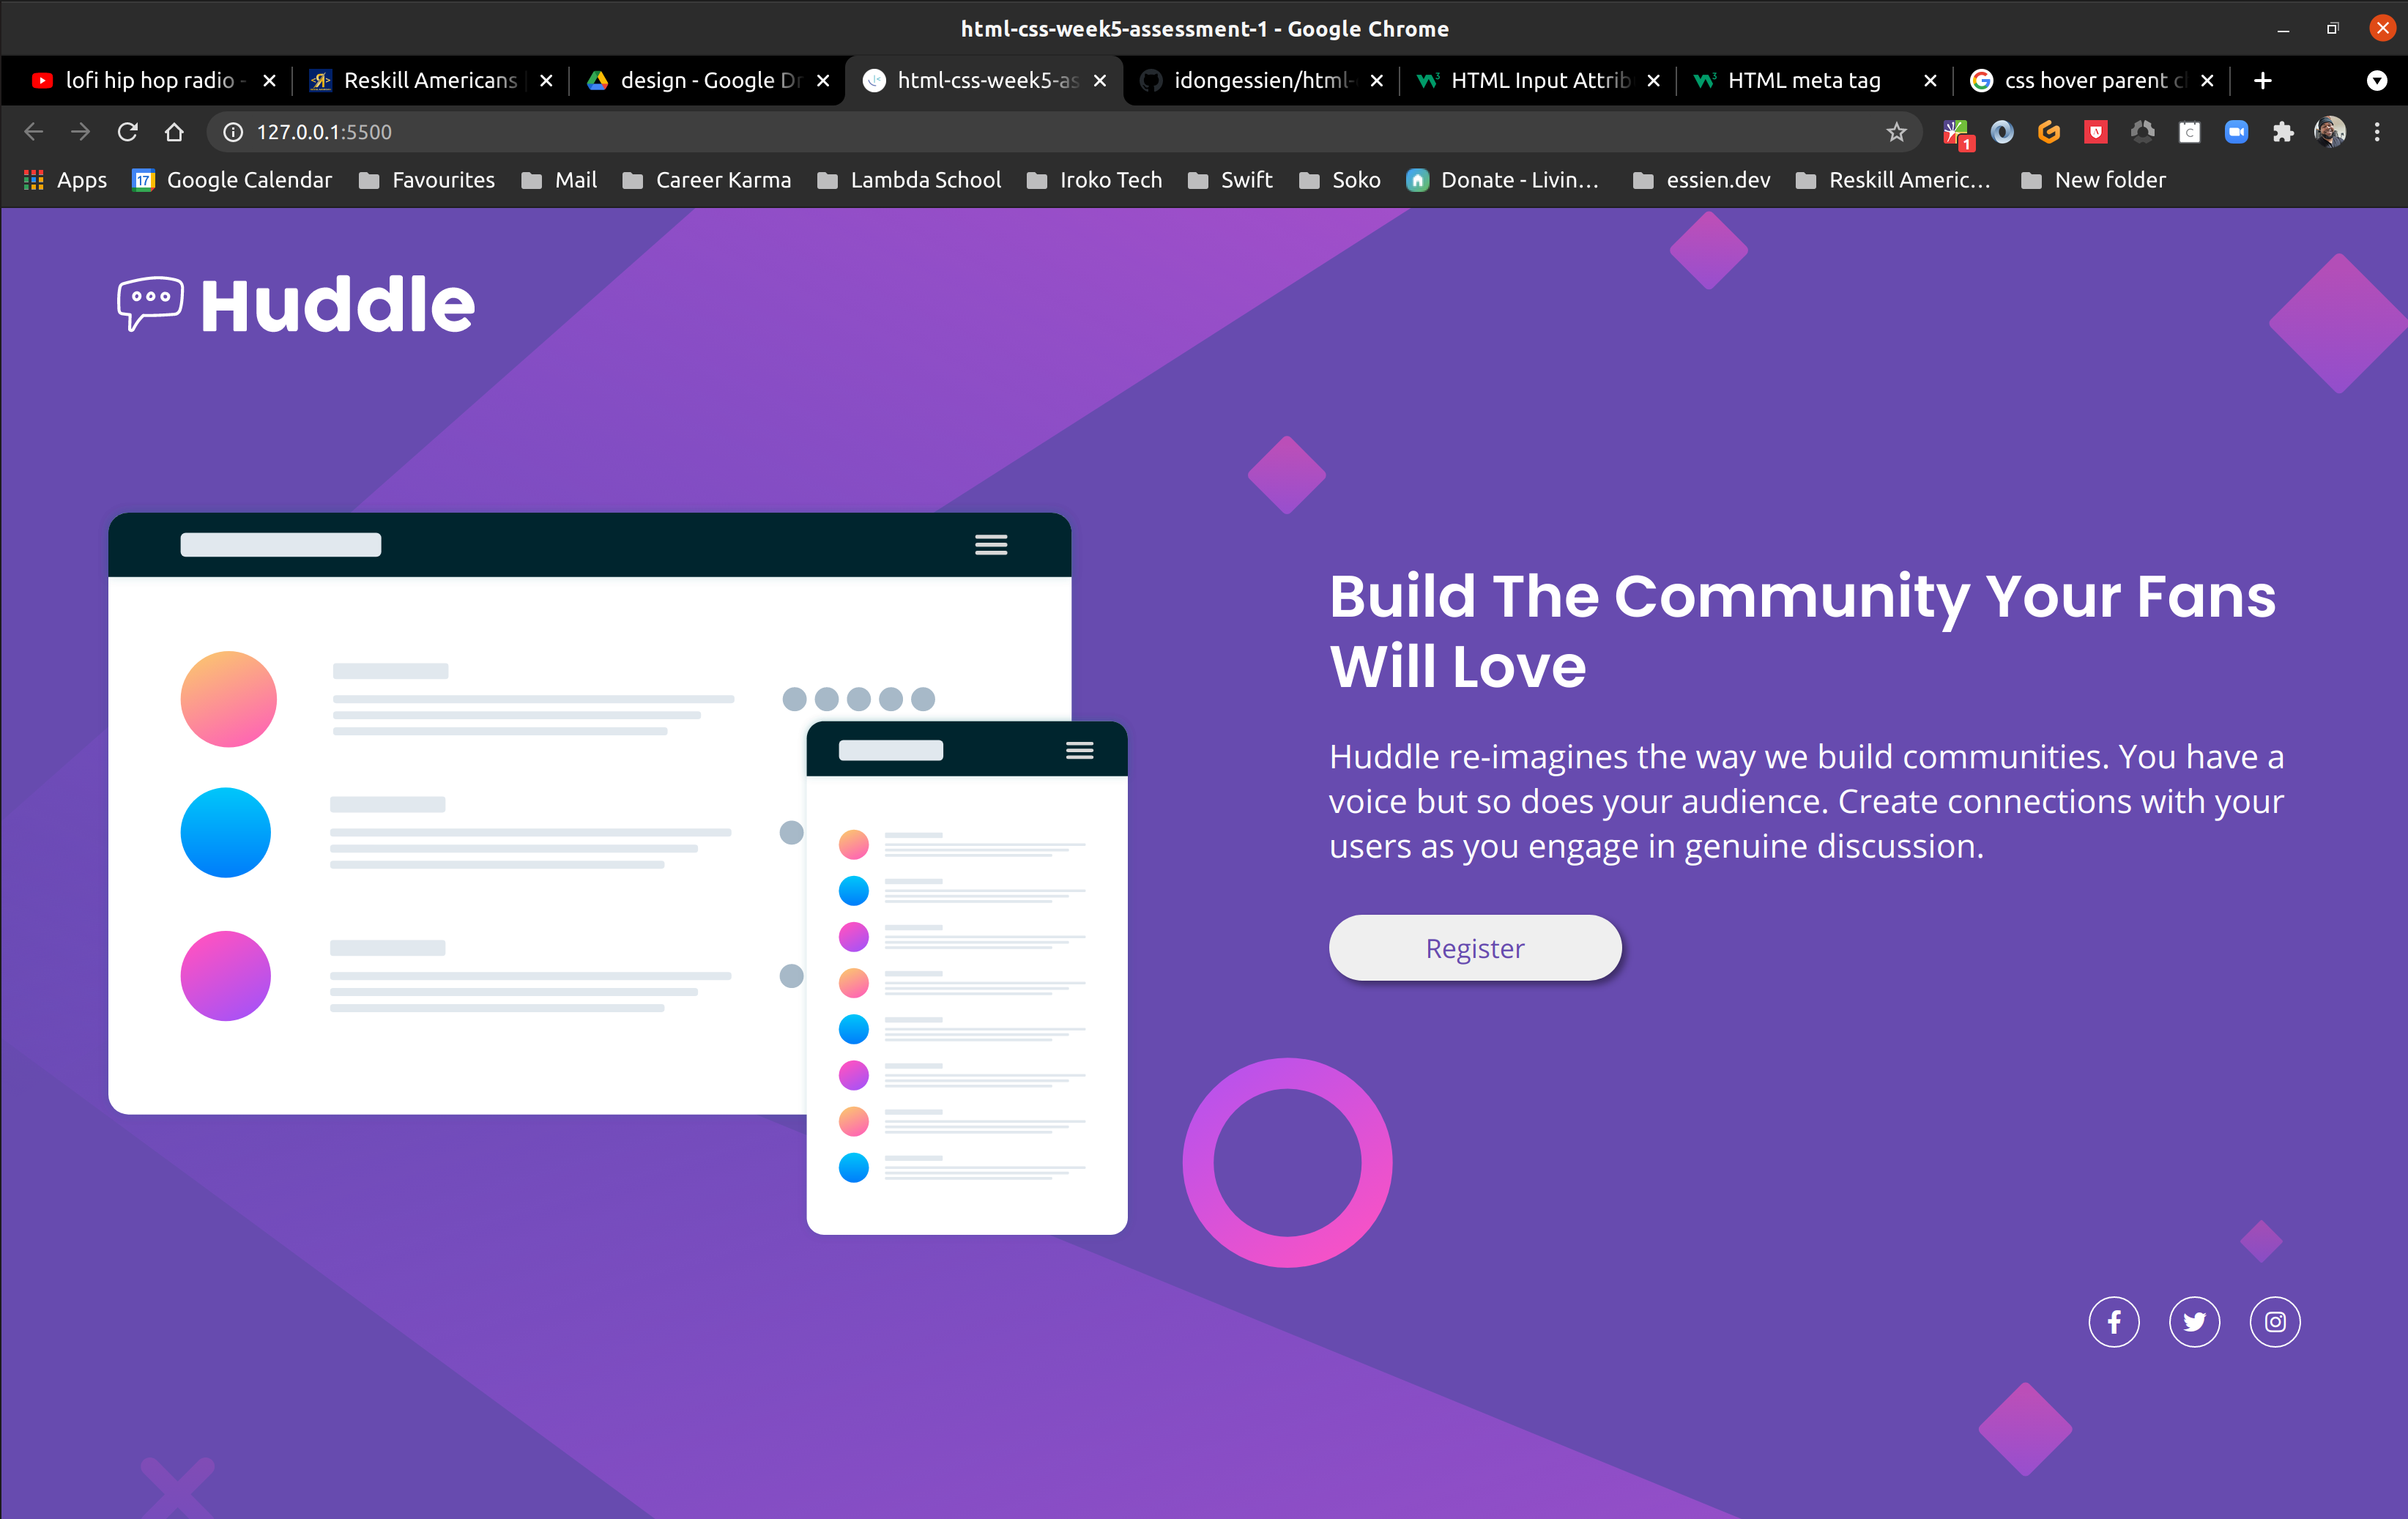 html-css-week5-assessment-1 - Google Chrome
lofi hip hop radio -
Reskill Americans
design - Google Dr
html-css-week5-as
idongessien/html-
HTML Input Attrib
HTML meta tag
css hover parent cl
127.0.0.1:5500
1
Apps
17
Google Calendar
Favourites
Mail
Career Karma
Lambda School
Iroko Tech
Swift
Soko
Donate - Livin...
essien.dev
Reskill Americ...
New folder
Huddle
Build The Community Your Fans
Will Love
Huddle re-imagines the way we build communities. You have a
voice but so does your audience. Create connections with your
users as you engage in genuine discussion.
Register